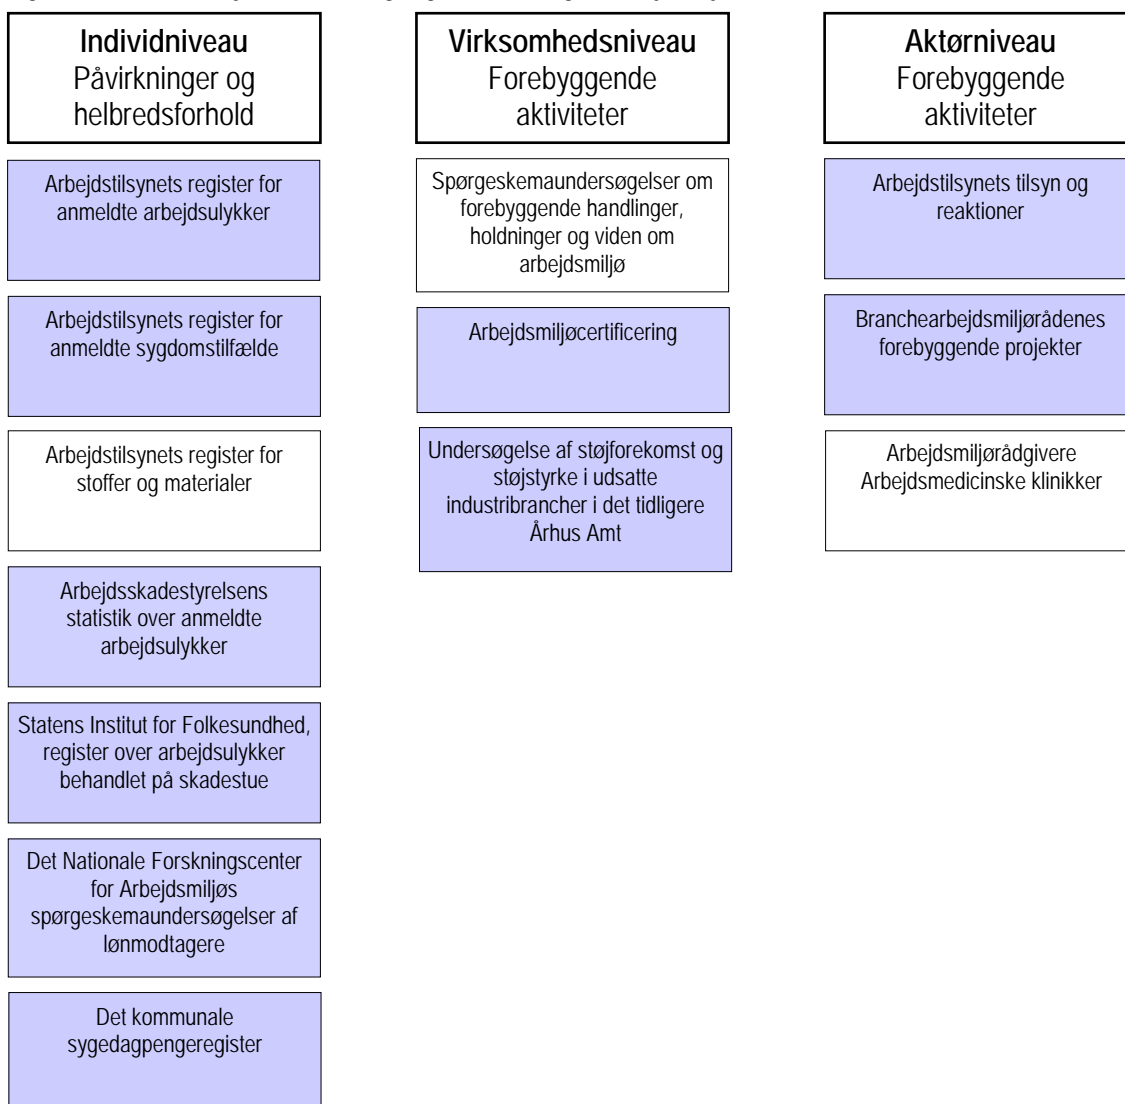 Individniveau
Påvirkninger og
helbredsforhold
Arbejdstilsynets register for
anmeldte arbejdsulykker
Arbejdstilsynets register for
anmeldte sygdomstilfælde
Arbejdstilsynets register for
stoffer og materialer
Arbejdsskadestyrelsens
statistik over anmeldte
arbejdsulykker
Statens Institut for Folkesundhed,
register over arbejdsulykker
behandlet på skadestue
Det Nationale Forskningscenter
for Arbejdsmiljøs
spørgeskemaundersøgelser af
lønmodtagere
Det kommunale
sygedagpengeregister
Virksomhedsniveau
Forebyggende
aktiviteter
Spørgeskemaundersøgelser om
forebyggende handlinger,
holdninger og viden om
arbejdsmiljø
Arbejdsmiljøcertificering
Undersøgelse af støjforekomst og
støjstyrke i udsatte
industribrancher i det tidligere
Århus Amt
Aktørniveau
Forebyggende
aktiviteter
Arbejdstilsynets tilsyn og
reaktioner
Branchearbejdsmiljørådenes
forebyggende projekter
Arbejdsmiljørådgivere
Arbejdsmedicinske klinikker